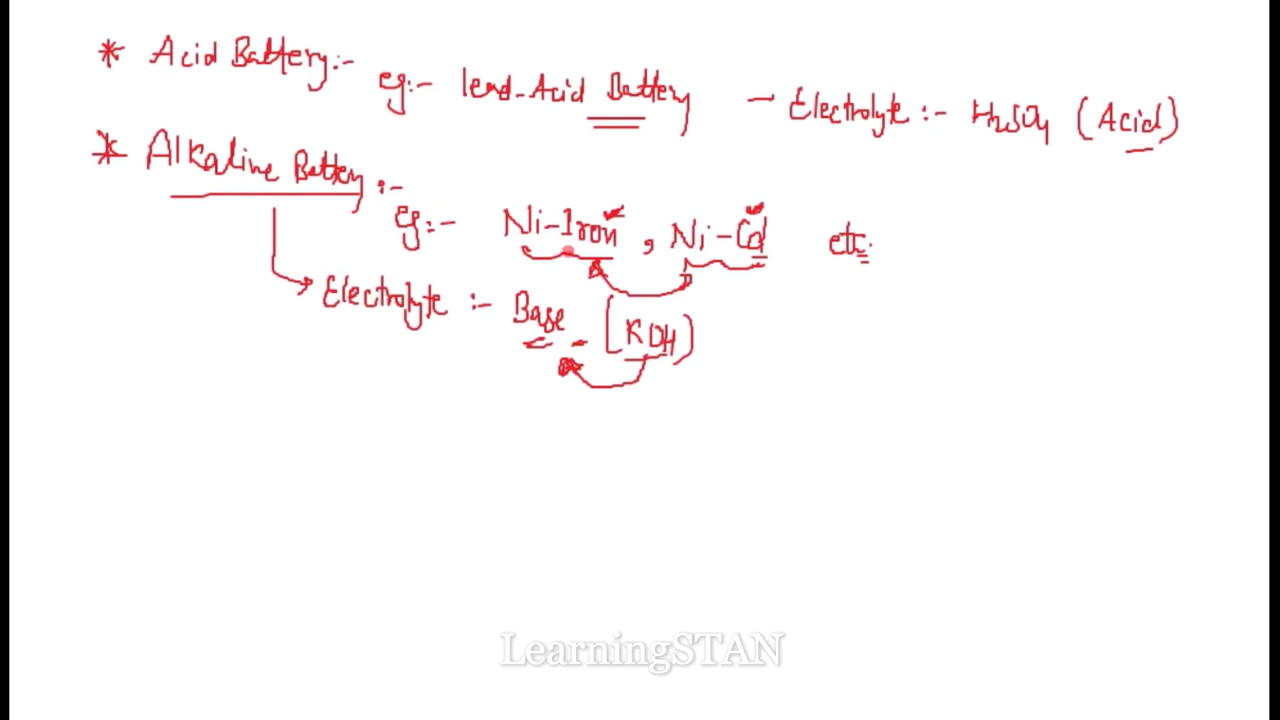 * Acid Battery:-
eg:- lead-Acid Battery - Electrolyte :- H₂SO₄ (Acid)
* Alkaline Battery :-
eg:- Ni-Iron, Ni-Cd etc.
Electrolyte :- Base - (KOH)
LearningSTAN